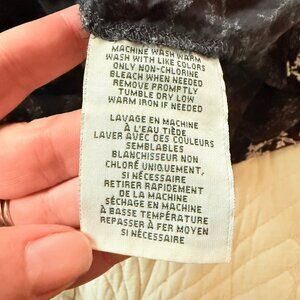 MACHINE WASH WARM
WASH WITH LIKE COLORS
ONLY NON-CHLORINE
BLEACH WHEN NEEDED
REMOVE PROMPTLY
TUMBLE DRY LOW
WARM IRON IF NEEDED
LAVAGE EN MACHINE
À L'EAU TIÈDE
LAVER AVEC DES COULEURS
SEMBLABLES
BLANCHISSEUR NON
CHLORÉ UNIQUEMENT,
SI NÉCESSAIRE
RETIRER RAPIDEMENT
DE LA MACHINE
SÉCHAGE EN MACHINE
À BASSE TEMPÉRATURE
REPASSER À FER MOYEN
SI NÉCESSAIRE